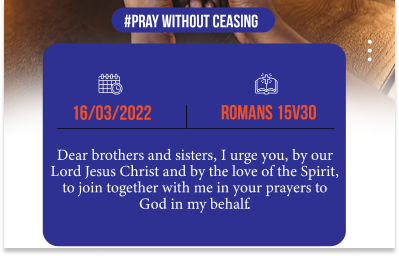 #PRAY WITHOUT CEASING
16/03/2022
ROMANS 15V30
Dear brothers and sisters, I urge you, by our
Lord Jesus Christ and by the love of the Spirit,
to join together with me in your prayers to
God in my behalf.